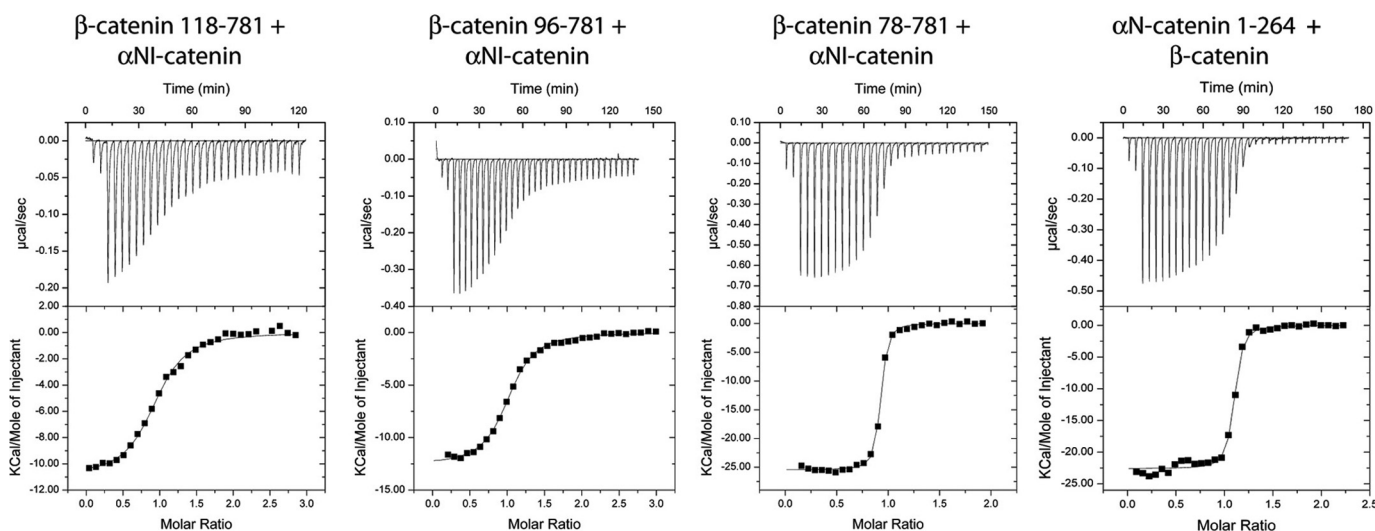 β-catenin 118-781 +
αNI-catenin
Time (min)
0 20 40 60 80 100 120
0.00
-0.05
-0.10
-0.15
-0.20
µcal/sec
2.00
0.00
-2.00
-4.00
-6.00
-8.00
-10.00
-12.00
KCal/Mole of Injectant
0.0 0.5 1.0 1.5 2.0 2.5 3.0
Molar Ratio
β-catenin 96-781 +
αNI-catenin
Time (min)
0 30 60 90 120 150
0.10
0.00
-0.10
-0.20
-0.30
-0.40
µcal/sec
0.00
-5.00
-10.00
-15.00
KCal/Mole of Injectant
0.0 0.5 1.0 1.5 2.0 2.5 3.0
Molar Ratio
β-catenin 78-781 +
αNI-catenin
Time (min)
0 30 60 90 120 150
0.10
0.00
-0.10
-0.20
-0.30
-0.40
-0.50
-0.60
-0.70
-0.80
µcal/sec
0.00
-5.00
-10.00
-15.00
-20.00
-25.00
KCal/Mole of Injectant
0.0 0.5 1.0 1.5 2.0
Molar Ratio
αN-catenin 1-264 +
β-catenin
Time (min)
0 30 60 90 120 150 180
0.00
-0.10
-0.20
-0.30
-0.40
-0.50
µcal/sec
0.00
-5.00
-10.00
-15.00
-20.00
-25.00
KCal/Mole of Injectant
0.0 0.5 1.0 1.5 2.0 2.5
Molar Ratio